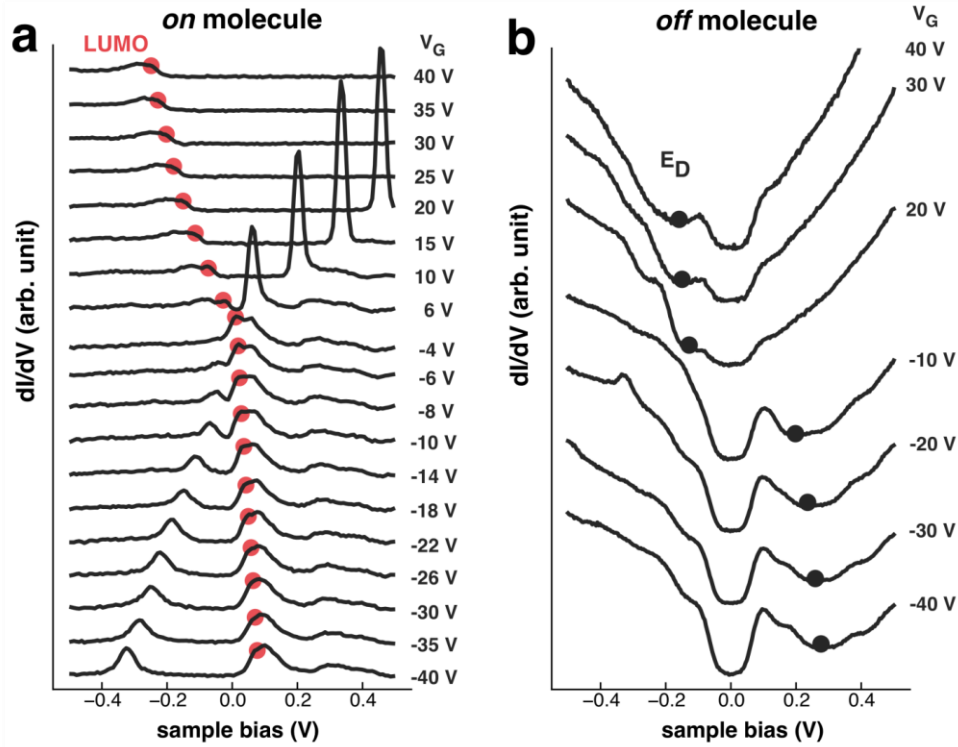 a
on molecule
LUMO
V_G
40 V
35 V
30 V
25 V
20 V
15 V
10 V
6 V
-4 V
-6 V
-8 V
-10 V
-14 V
-18 V
-22 V
-26 V
-30 V
-35 V
-40 V
dI/dV (arb. unit)
−0.4 −0.2 0.0 0.2 0.4
sample bias (V)
b
off molecule
V_G
40 V
30 V
20 V
-10 V
-20 V
-30 V
-40 V
E_D
dI/dV (arb. unit)
−0.4 −0.2 0.0 0.2 0.4
sample bias (V)